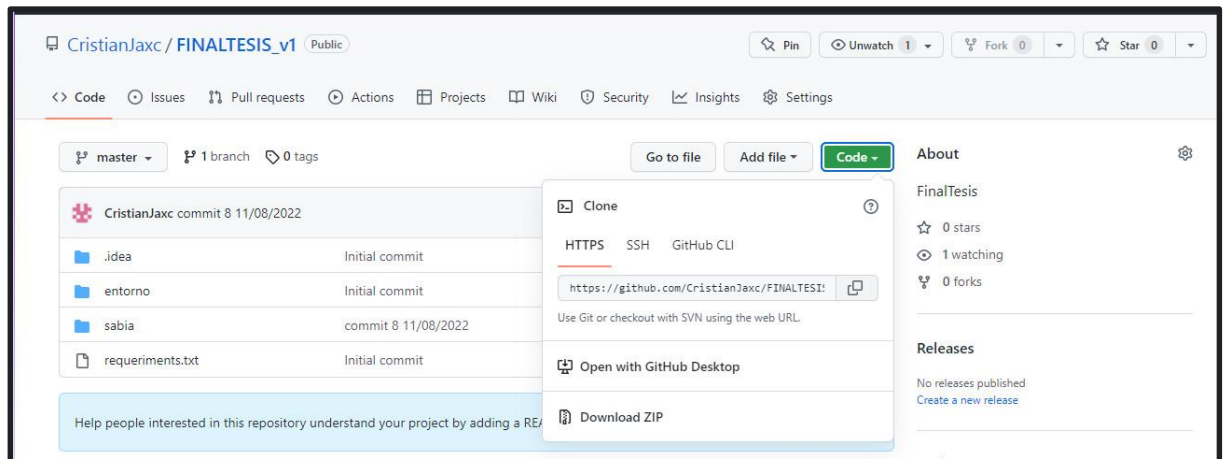 CristianJaxc / FINALTESIS_v1 Public
Pin
Unwatch 1
Fork 0
Star 0
<> Code
Issues
Pull requests
Actions
Projects
Wiki
Security
Insights
Settings
master
1 branch
0 tags
Go to file
Add file
Code
CristianJaxc commit 8 11/08/2022
.idea
Initial commit
entorno
Initial commit
sabia
commit 8 11/08/2022
requeriments.txt
Initial commit
Help people interested in this repository understand your project by adding a
Clone
HTTPS
SSH
GitHub CLI
https://github.com/CristianJaxc/FINALTESI
Use Git or checkout with SVN using the web URL.
Open with GitHub Desktop
Download ZIP
About
FinalTesis
0 stars
1 watching
0 forks
Releases
No releases published
Create a new release